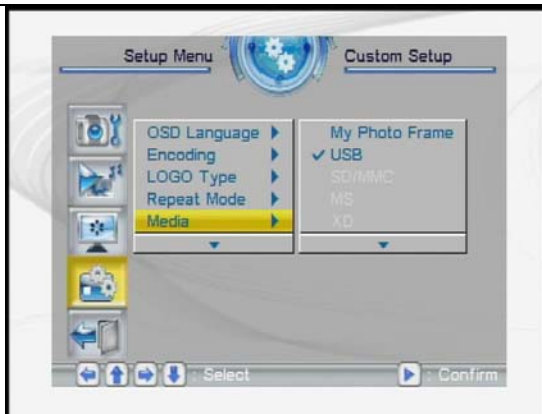 Setup Menu
Custom Setup
OSD Language
Encoding
LOGO Type
Repeat Mode
Media
My Photo Frame
USB
SD/MMC
MS
XD
: Select
: Confirm